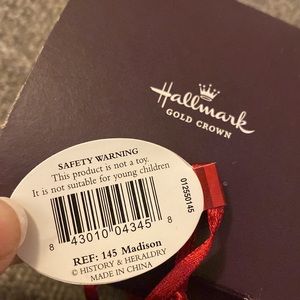 Hallmark
GOLD CROWN
SAFETY WARNING
This product is not a toy.
It is not suitable for young children
012550145
8 43010 04345 8
REF: 145 Madison
© HISTORY & HERALDRY
MADE IN CHINA